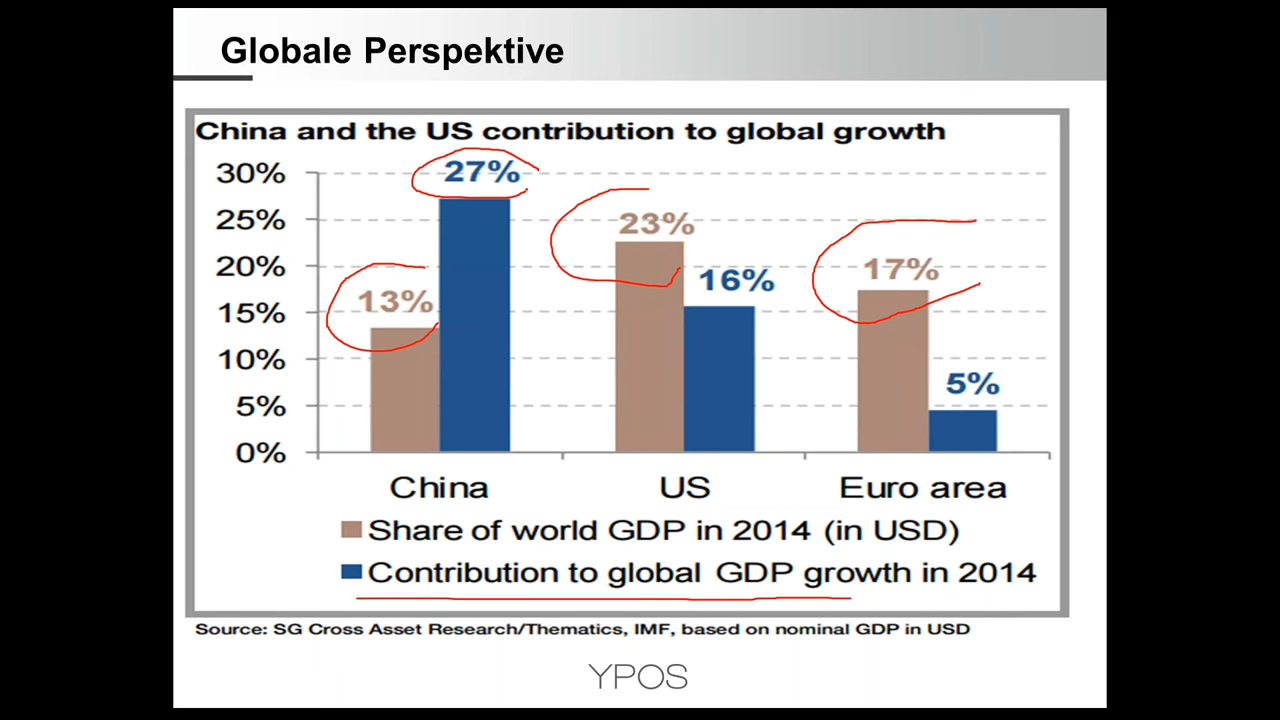 Globale Perspektive
China and the US contribution to global growth
30%
25%
20%
15%
10%
5%
0%
13%
27%
23%
16%
17%
5%
China
US
Euro area
Share of world GDP in 2014 (in USD)
Contribution to global GDP growth in 2014
Source: SG Cross Asset Research/Thematics, IMF, based on nominal GDP in USD
YPOS